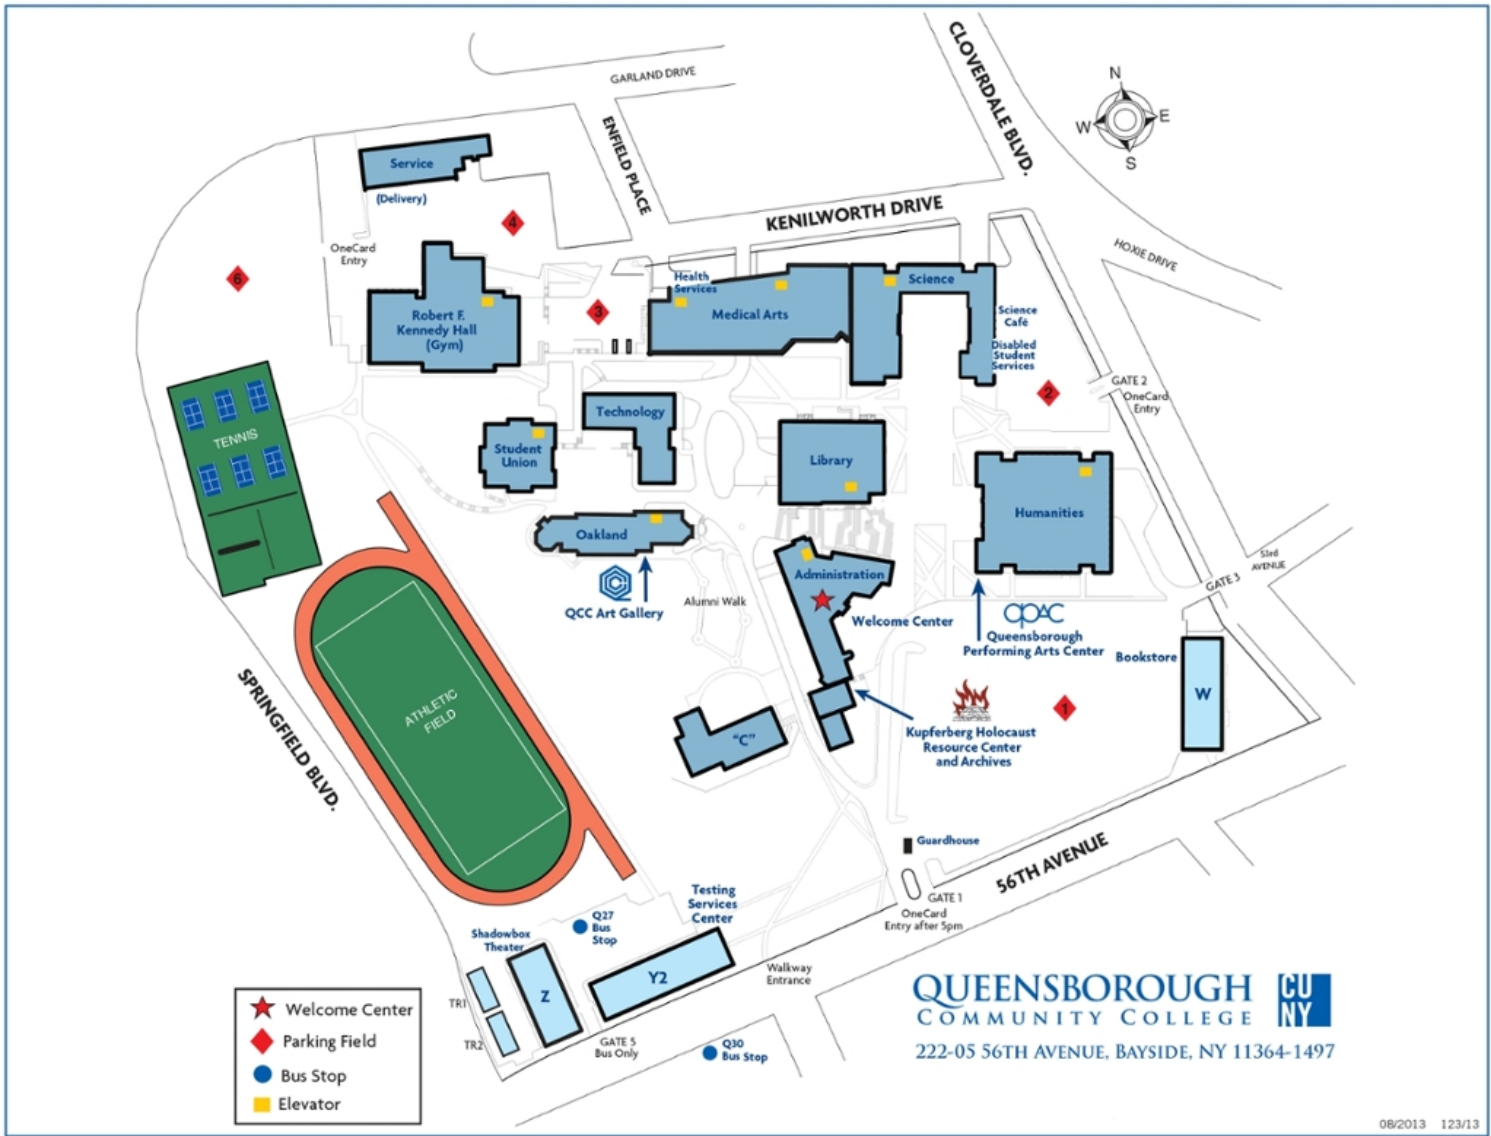 GARLAND DRIVE
CLOVERDALE BLVD.
N
W
E
S
ENFIELD PLACE
Service
(Delivery)
4
KENILWORTH DRIVE
HOXIE DRIVE
OneCard
Entry
6
Health
Services
Science
3
Robert F.
Kennedy Hall
(Gym)
Medical Arts
Science
Café
Disabled
Student
Services
2
GATE 2
OneCard
Entry
TENNIS
Technology
Student
Union
Library
Humanities
Oakland
53rd
AVENUE
GATE 3
Administration
QCC Art Gallery
Alumni Walk
Welcome Center
QPAC
Queensborough
Performing Arts Center
Bookstore
W
SPRINGFIELD BLVD.
ATHLETIC
FIELD
1
"C"
Kupferberg Holocaust
Resource Center
and Archives
Guardhouse
56TH AVENUE
GATE 1
OneCard
Entry after 5pm
Testing
Services
Center
Q27
Bus
Stop
Shadowbox
Theater
Y2
Z
Walkway
Entrance
TR1
TR2
GATE 5
Bus Only
Q30
Bus Stop
Welcome Center
Parking Field
Bus Stop
Elevator
QUEENSBOROUGH
COMMUNITY COLLEGE
CU
NY
222-05 56TH AVENUE, BAYSIDE, NY 11364-1497
08/2013 123/13